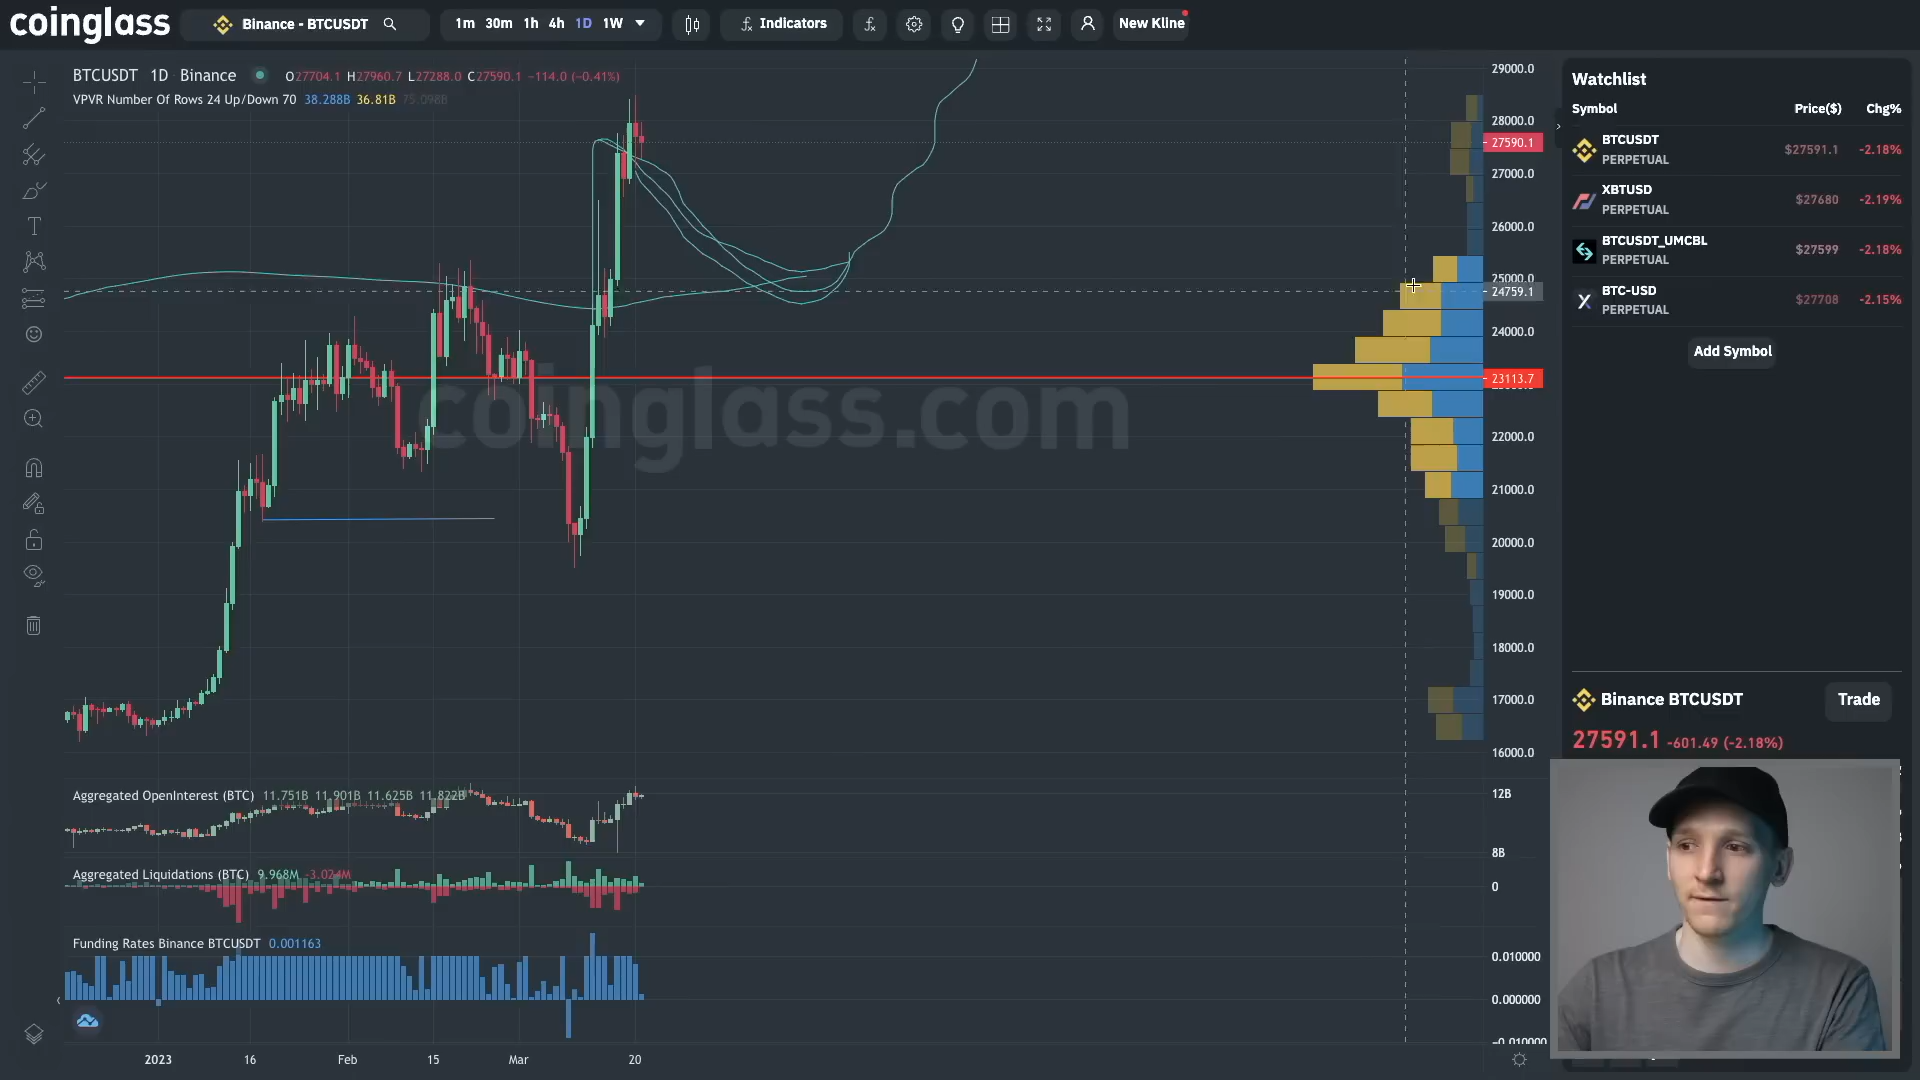 coinglass
Binance - BTCUSDT
1m 30m 1h 4h 1D 1W
Indicators
New Kline
BTCUSDT 1D Binance O27704.1 H27960.7 L27288.0 C27590.1 −114.0 (−0.41%)
VPVR Number Of Rows 24 Up/Down 70 38.288B 36.81B 75.098B
29000.0
28000.0
27590.1
27000.0
26000.0
25000.0
24759.1
24000.0
23113.7
22000.0
21000.0
20000.0
19000.0
18000.0
17000.0
16000.0
coinglass.com
Aggregated OpenInterest (BTC) 11.751B 11.901B 11.625B 11.822B
12B
8B
Aggregated Liquidations (BTC) 9.968M -3.024M
0
Funding Rates Binance BTCUSDT 0.001163
0.010000
0.000000
−0.010000
2023 16 Feb 15 Mar 20
Watchlist
Symbol Price($) Chg%
BTCUSDT
PERPETUAL
$27591.1 -2.18%
XBTUSD
PERPETUAL
$27680 -2.19%
BTCUSDT_UMCBL
PERPETUAL
$27599 -2.18%
BTC-USD
PERPETUAL
$27708 -2.15%
Add Symbol
Binance BTCUSDT
Trade
27591.1 -601.49 (-2.18%)